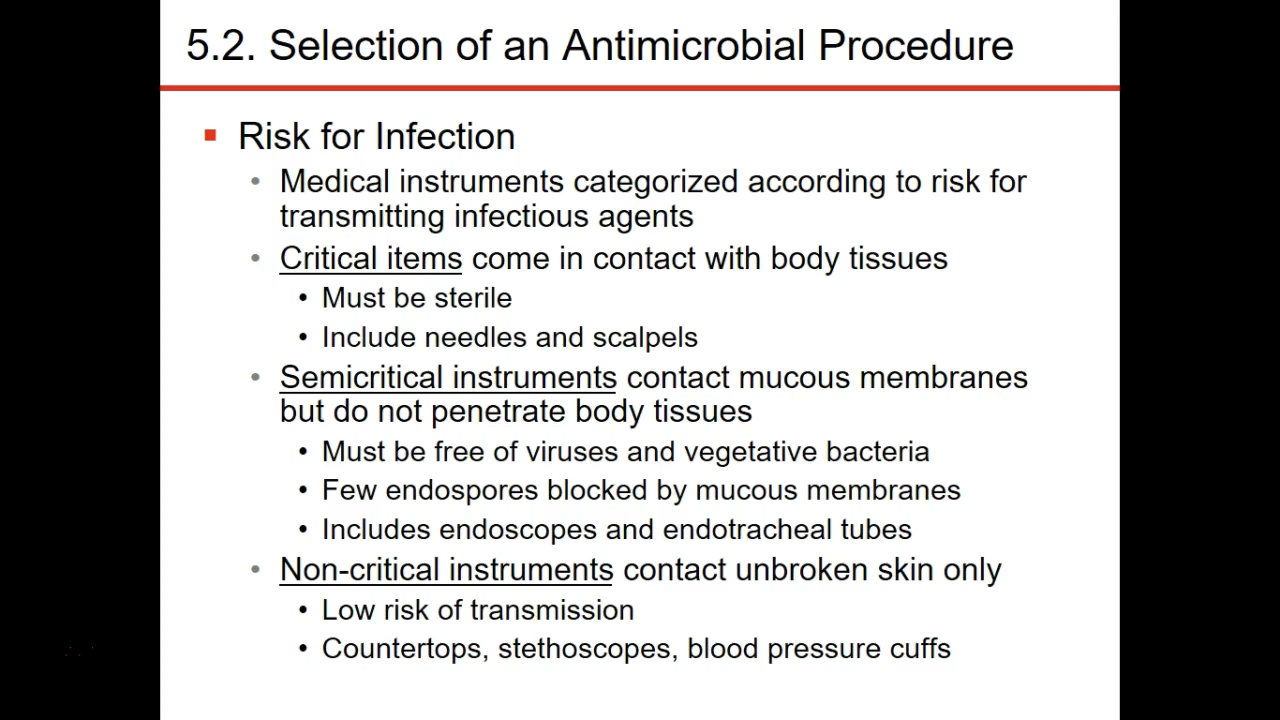 5.2. Selection of an Antimicrobial Procedure
▪ Risk for Infection
• Medical instruments categorized according to risk for
transmitting infectious agents
• Critical items come in contact with body tissues
• Must be sterile
• Include needles and scalpels
• Semicritical instruments contact mucous membranes
but do not penetrate body tissues
• Must be free of viruses and vegetative bacteria
• Few endospores blocked by mucous membranes
• Includes endoscopes and endotracheal tubes
• Non-critical instruments contact unbroken skin only
• Low risk of transmission
• Countertops, stethoscopes, blood pressure cuffs